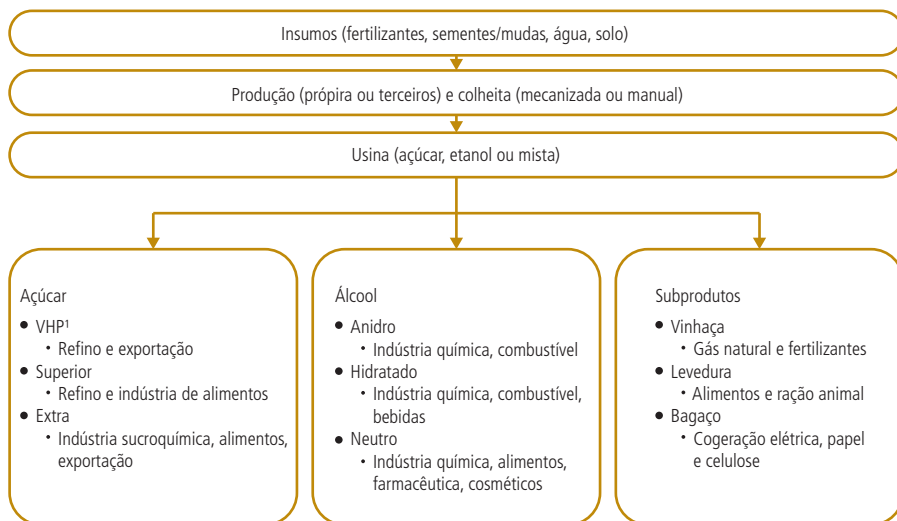 Insumos (fertilizantes, sementes/mudas, água, solo)
Produção (própira ou terceiros) e colheita (mecanizada ou manual)
Usina (açúcar, etanol ou mista)
Açúcar
• VHP¹
• Refino e exportação
• Superior
• Refino e indústria de alimentos
• Extra
• Indústria sucroquímica, alimentos,
exportação
Álcool
• Anidro
• Indústria química, combustível
• Hidratado
• Indústria química, combustível,
bebidas
• Neutro
• Indústria química, alimentos,
farmacêutica, cosméticos
Subprodutos
• Vinhaça
• Gás natural e fertilizantes
• Levedura
• Alimentos e ração animal
• Bagaço
• Cogeração elétrica, papel
e celulose